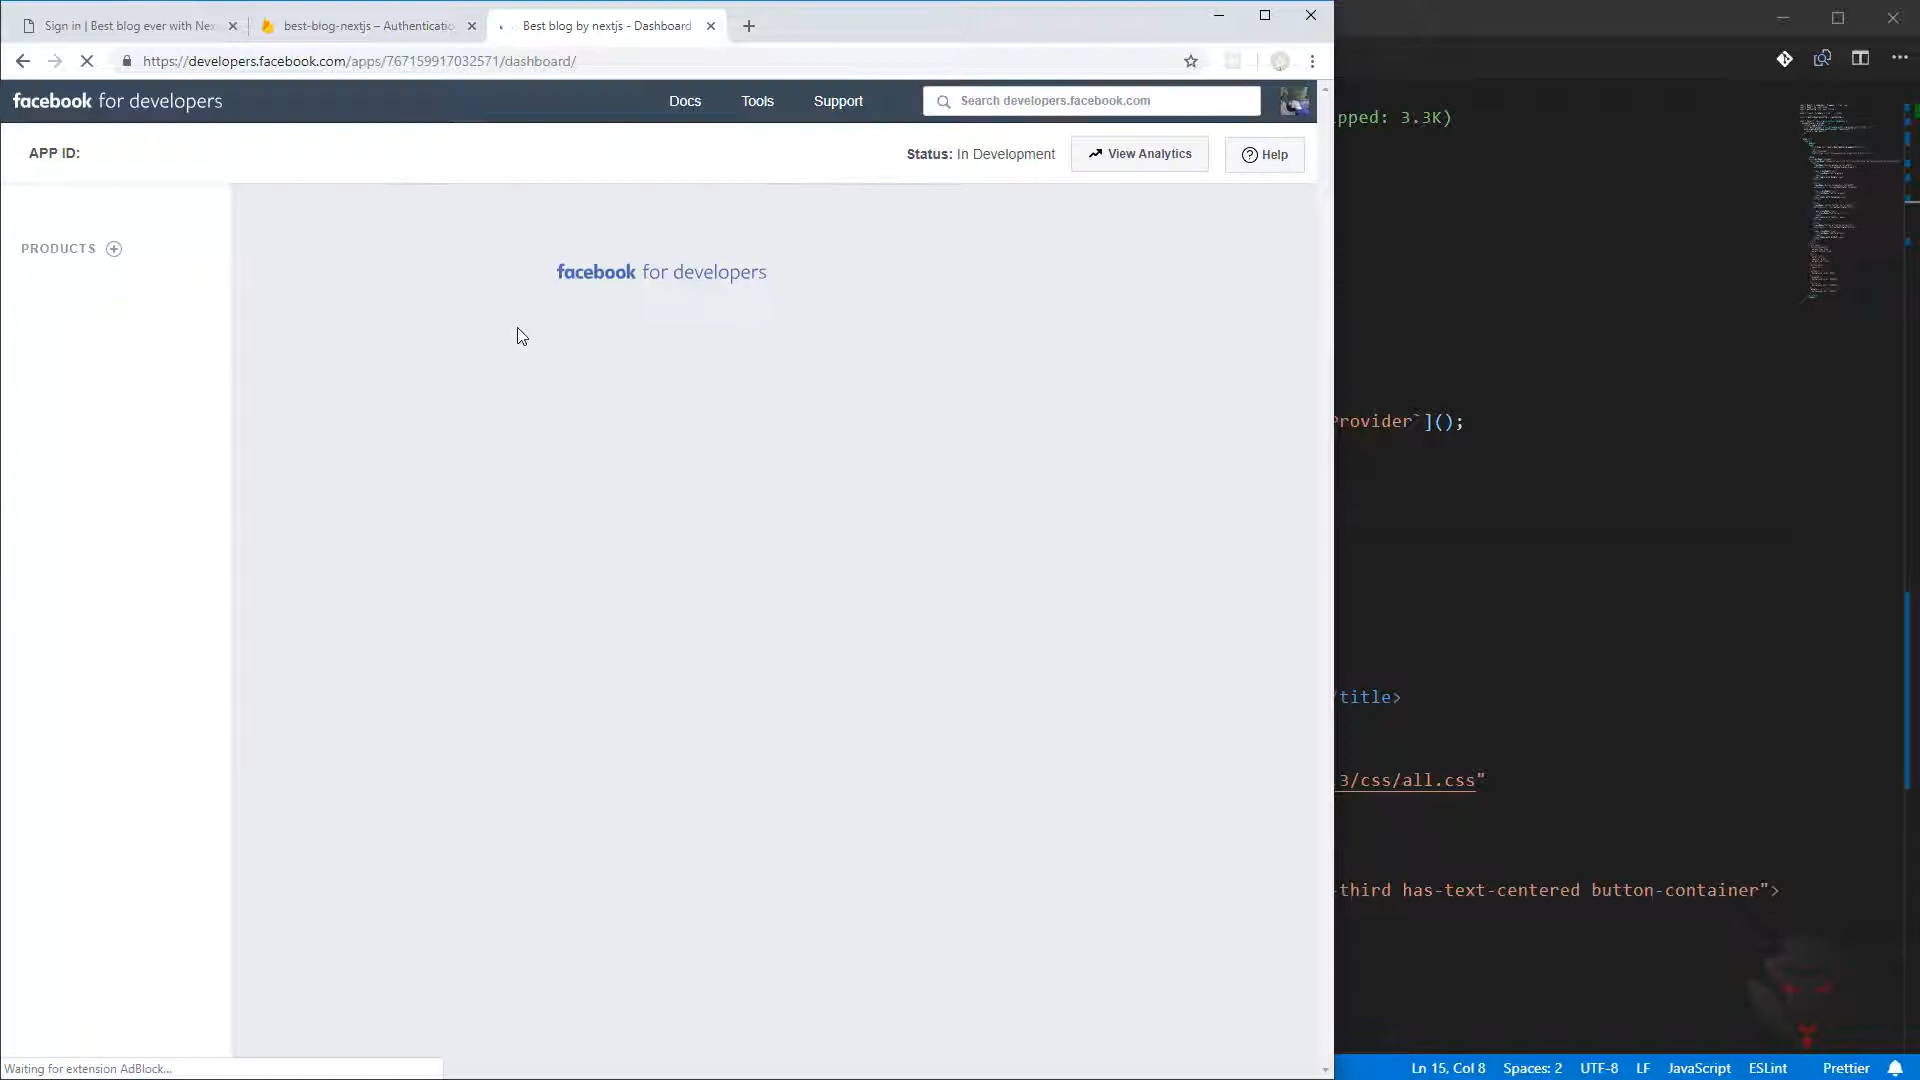 Sign in | Best blog ever with Nex
best-blog-nextjs – Authenticatio
Best blog by nextjs - Dashboard
https://developers.facebook.com/apps/767159917032571/dashboard/
facebook for developers
Docs
Tools
Support
Search developers.facebook.com
APP ID:
Status: In Development
View Analytics
Help
PRODUCTS
facebook for developers
Waiting for extension AdBlock...
pped: 3.3K)
Provider`]();
/title>
3/css/all.css"
-third has-text-centered button-container">
Ln 15, Col 8
Spaces: 2
UTF-8
LF
JavaScript
ESLint
Prettier